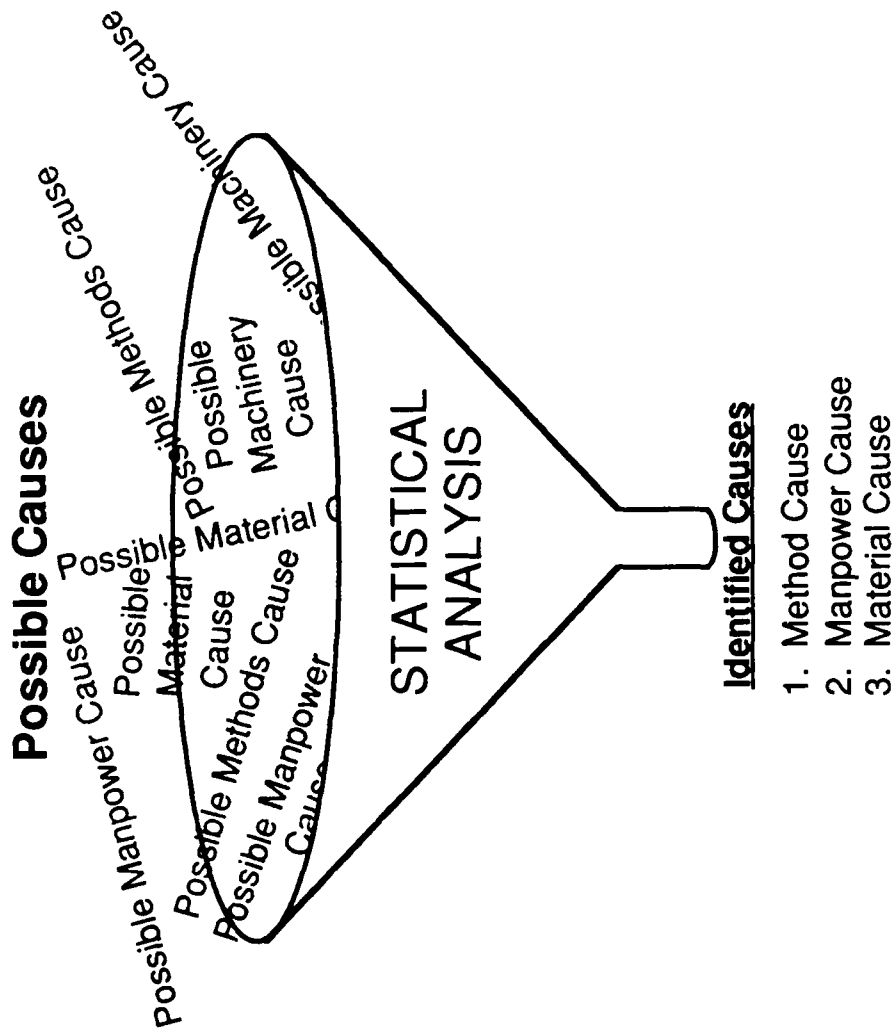 Possible Causes
Possible Manpower Cause
Possible
Material
Cause
Possible Material C
Possible Methods Cause
Possible Machinery Cause
Possible Methods Cause
Possible Manpower
Cause
Possible
Machinery
Cause
STATISTICAL
ANALYSIS
Identified Causes
1. Method Cause
2. Manpower Cause
3. Material Cause